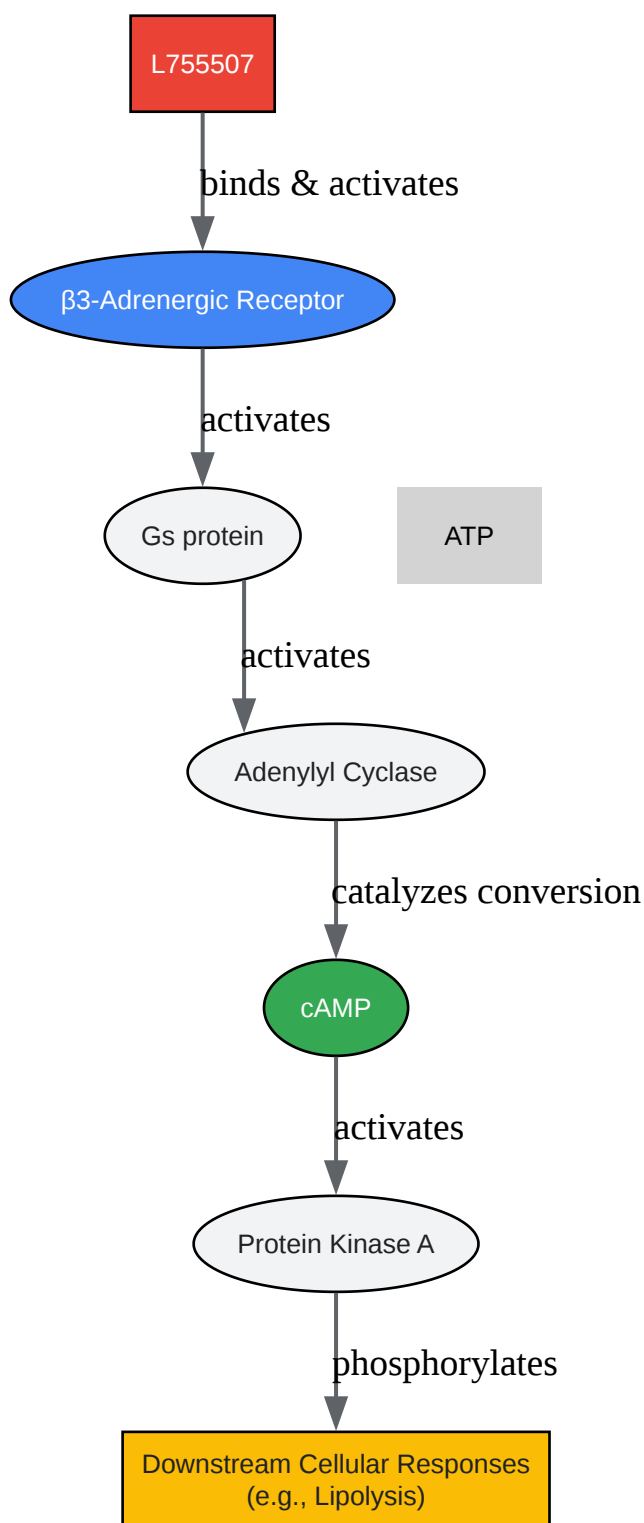 L755507
binds & activates
β3-Adrenergic Receptor
activates
Gs protein
ATP
activates
Adenylyl Cyclase
catalyzes conversion
cAMP
activates
Protein Kinase A
phosphorylates
Downstream Cellular Responses
(e.g., Lipolysis)